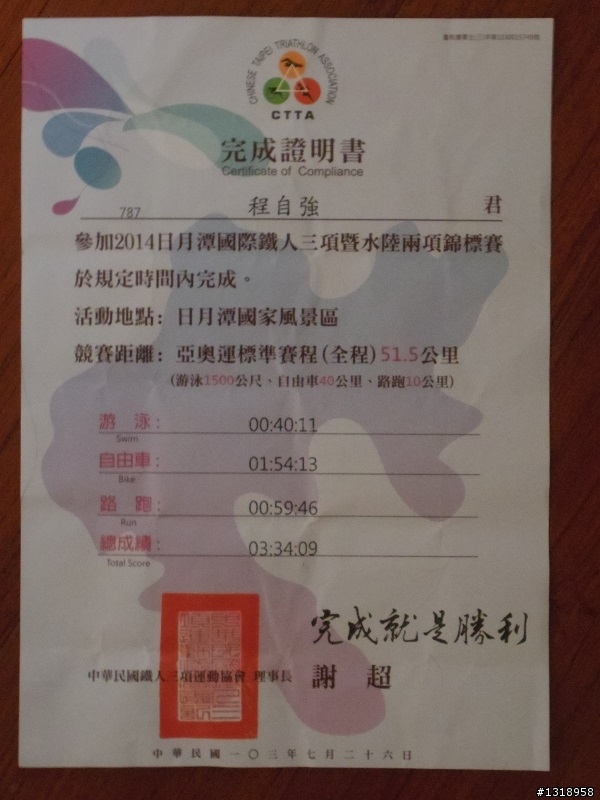 CHINESE TAIPEI TRIATHLON ASSOCIATION
CTTA
完成證明書
Certificate of Compliance
787 程自強 君
參加2014日月潭國際鐵人三項暨水陸兩項錦標賽
於規定時間內完成。
活動地點：日月潭國家風景區
競賽距離：亞奧運標準賽程(全程)51.5公里
(游泳1500公尺、自由車40公里、路跑10公里)
游 泳： 00:40:11
Swim
自由車： 01:54:13
Bike
路 跑： 00:59:46
Run
總成績： 03:34:09
Total Score
完成就是勝利
中華民國鐵人三項運動協會 理事長 謝 超
中華民國一〇三年七月二十六日
#1318958